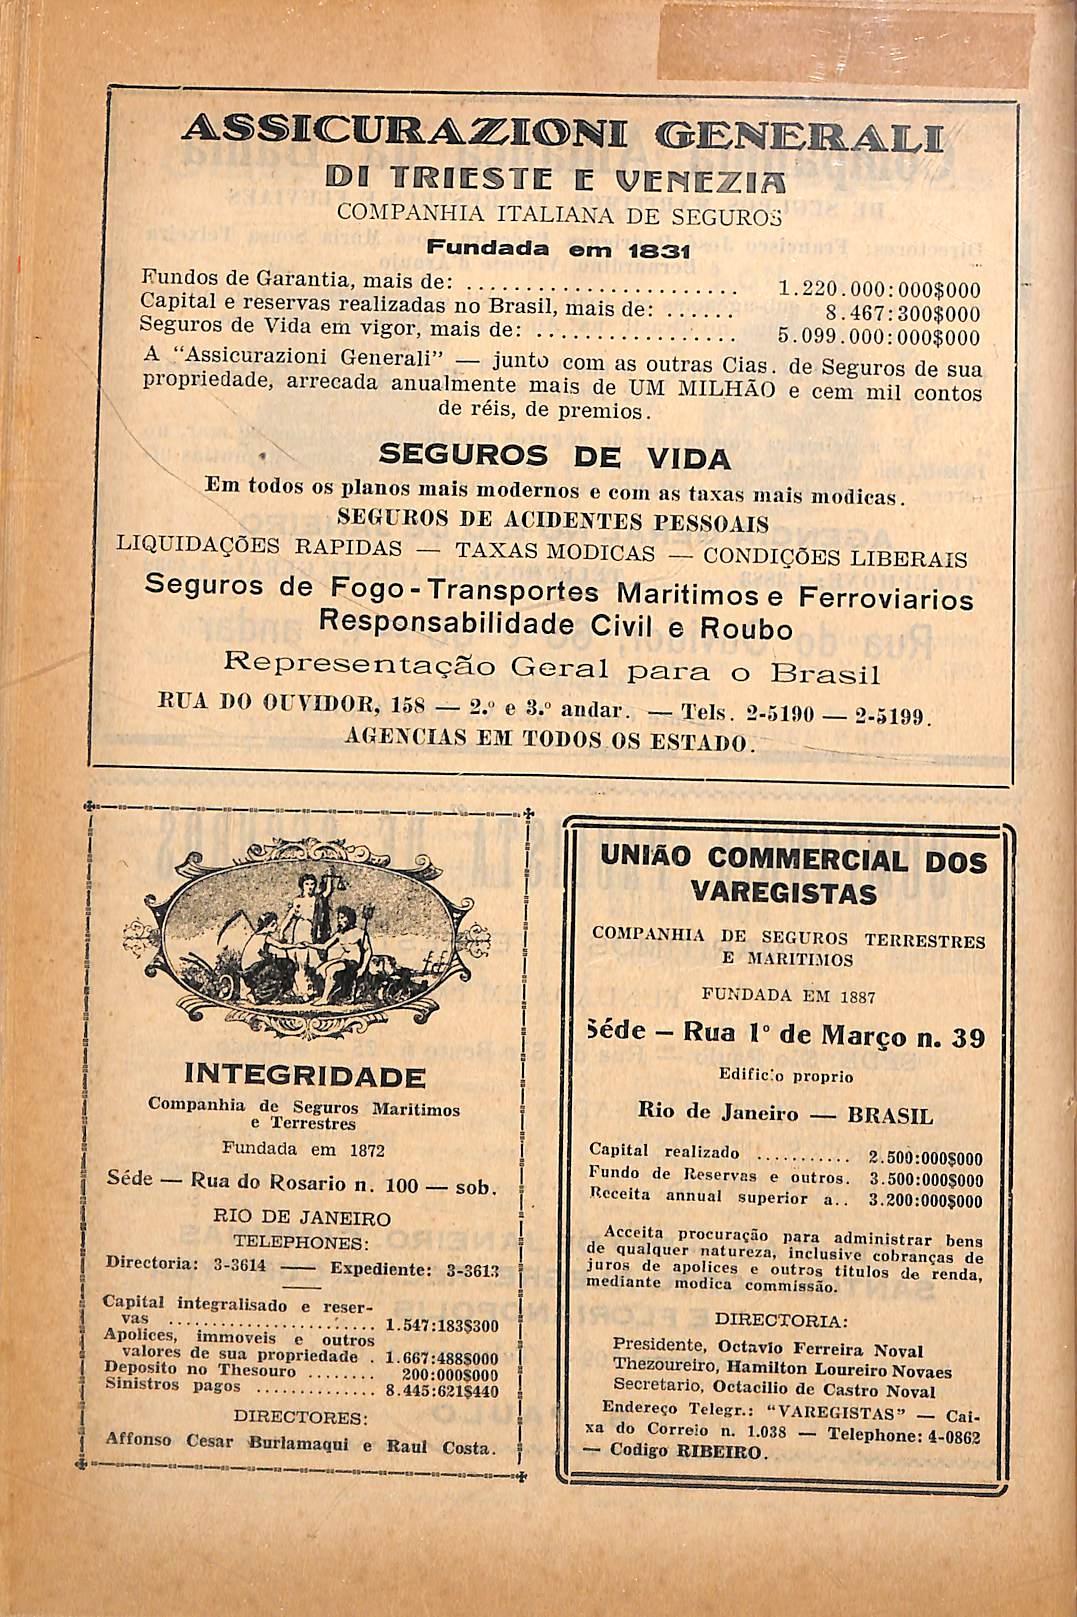 ASSICURAZIONI GENERALI
DI TRIESTE E VENEZIA
COMPANHIA ITALIANA DE SEGUROS
Fundada em 1831
Fundos de Garantia, mais de: ....................... 1.220.000:000$000
Capital e reservas realizadas no Brasil, mais de: ...... 8.467:300$000
Seguros de Vida em vigor, mais de: ................. 5.099.000:000$000
A “Assicurazioni Generali” — junto com as outras Cias. de Seguros de sua
propriedade, arrecada anualmente mais de UM MILHÃO e cem mil contos
de réis, de premios.
SEGUROS DE VIDA
Em todos os planos mais modernos e com as taxas mais modicas.
SEGUROS DE ACIDENTES PESSOAIS
LIQUIDAÇÕES RAPIDAS — TAXAS MODICAS — CONDIÇÕES LIBERAIS
Seguros de Fogo-Transportes Maritimos e Ferroviarios
Responsabilidade Civil e Roubo
Representação Geral para o Brasil
RUA DO OUVIDOR, 158 — 2.º e 3.º andar. — Tels. 2-5190 — 2-5199.
AGENCIAS EM TODOS OS ESTADO.
INTEGRIDADE
Companhia de Seguros Maritimos
e Terrestres
Fundada em 1872
Séde — Rua do Rosario n. 100 — sob.
RIO DE JANEIRO
TELEPHONES:
Directoria: 3-3614 — Expediente: 3-3613
Capital integralisado e reser-
vas ....................... 1.547:183$300
Apolices, immoveis e outros
valores de sua propriedade . 1.667:488$000
Deposito no Thesouro ........ 200:000$000
Sinistros pagos .............. 8.445:621$440
DIRECTORES:
Affonso Cesar Burlamaqui e Raul Costa.
UNIÃO COMMERCIAL DOS
VAREGISTAS
COMPANHIA DE SEGUROS TERRESTRES
E MARITIMOS
FUNDADA EM 1887
Séde — Rua 1º de Março n. 39
Edificio proprio
Rio de Janeiro — BRASIL
Capital realizado ........... 2.500:000$000
Fundo de Reservas e outros. 3.500:000$000
Receita annual superior a.. 3.200:000$000
Acceita procuração para administrar bens
de qualquer natureza, inclusive cobranças de
juros de apolices e outros titulos de renda,
mediante modica commissão.
DIRECTORIA:
Presidente, Octavio Ferreira Noval
Thezoureiro, Hamilton Loureiro Novaes
Secretario, Octacilio de Castro Noval
Endereço Telegr.: “VAREGISTAS” — Cai-
xa do Correio n. 1.038 — Telephone: 4-0862
— Codigo RIBEIRO.